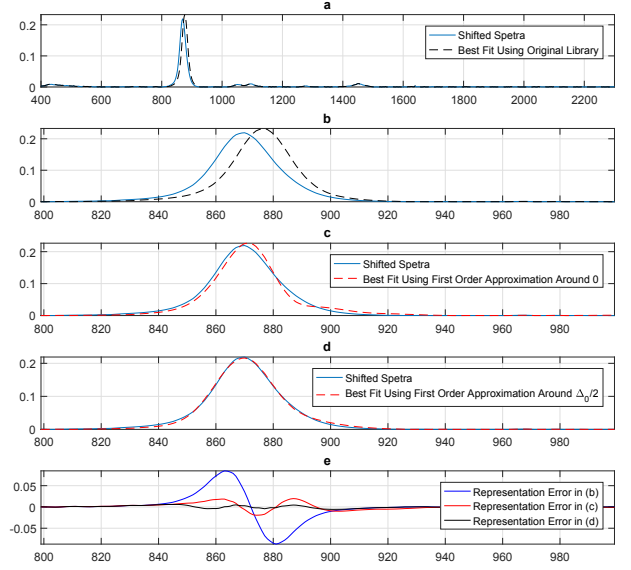 a
0.2
0.1
0
Shifted Spetra
Best Fit Using Original Library
400 600 800 1000 1200 1400 1600 1800 2000 2200
b
0.2
0.1
0
800 820 840 860 880 900 920 940 960 980
c
0.2
0.1
0
Shifted Spetra
Best Fit Using First Order Approximation Around 0
800 820 840 860 880 900 920 940 960 980
d
0.2
0.1
0
Shifted Spetra
Best Fit Using First Order Approximation Around Δ₀/2
800 820 840 860 880 900 920 940 960 980
e
0.05
0
-0.05
Representation Error in (b)
Representation Error in (c)
Representation Error in (d)
800 820 840 860 880 900 920 940 960 980